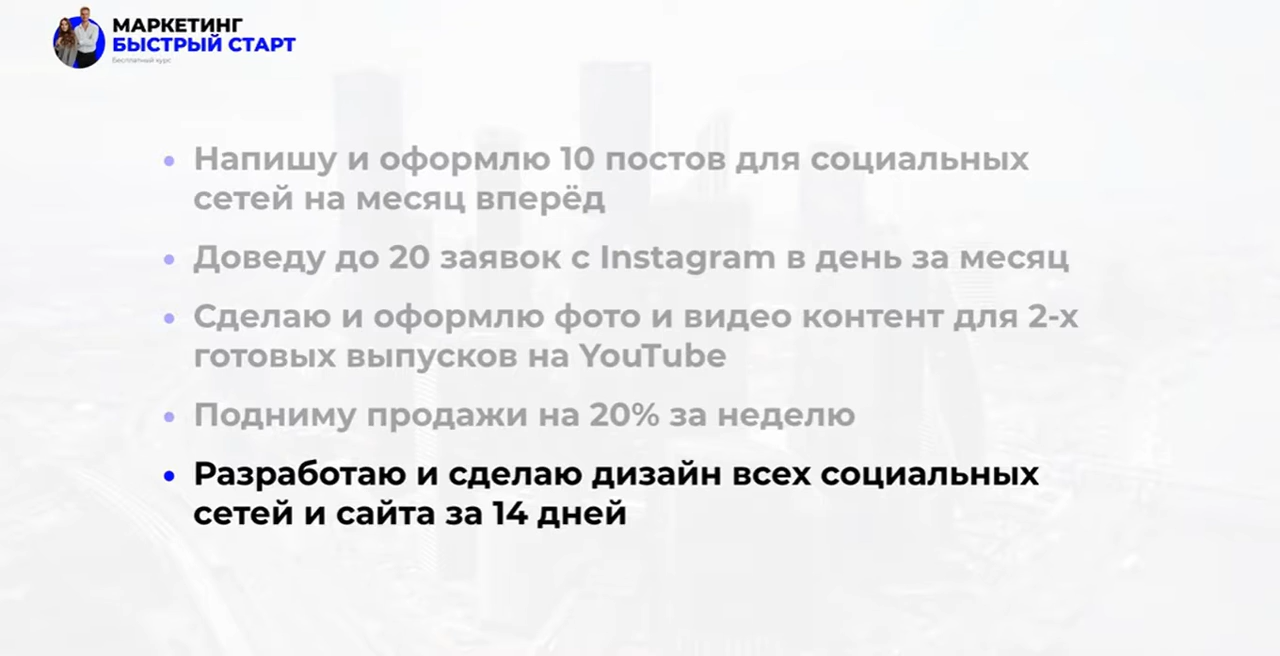 МАРКЕТИНГ
БЫСТРЫЙ СТАРТ
Бесплатный курс
• Напишу и оформлю 10 постов для социальных
сетей на месяц вперёд
• Доведу до 20 заявок с Instagram в день за месяц
• Сделаю и оформлю фото и видео контент для 2-х
готовых выпусков на YouTube
• Подниму продажи на 20% за неделю
• Разработаю и сделаю дизайн всех социальных
сетей и сайта за 14 дней